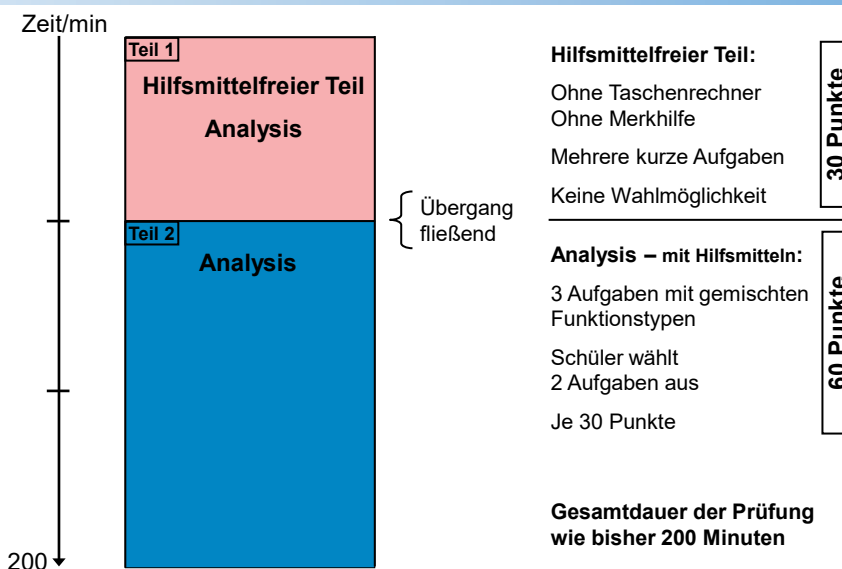 Zeit/min
Teil 1
Hilfsmittelfreier Teil
Analysis
Teil 2
Analysis
200
Übergang
fließend
Hilfsmittelfreier Teil:
Ohne Taschenrechner
Ohne Merkhilfe
Mehrere kurze Aufgaben
Keine Wahlmöglichkeit
30 Punkte
Analysis – mit Hilfsmitteln:
3 Aufgaben mit gemischten
Funktionstypen
Schüler wählt
2 Aufgaben aus
Je 30 Punkte
60 Punkte
Gesamtdauer der Prüfung
wie bisher 200 Minuten